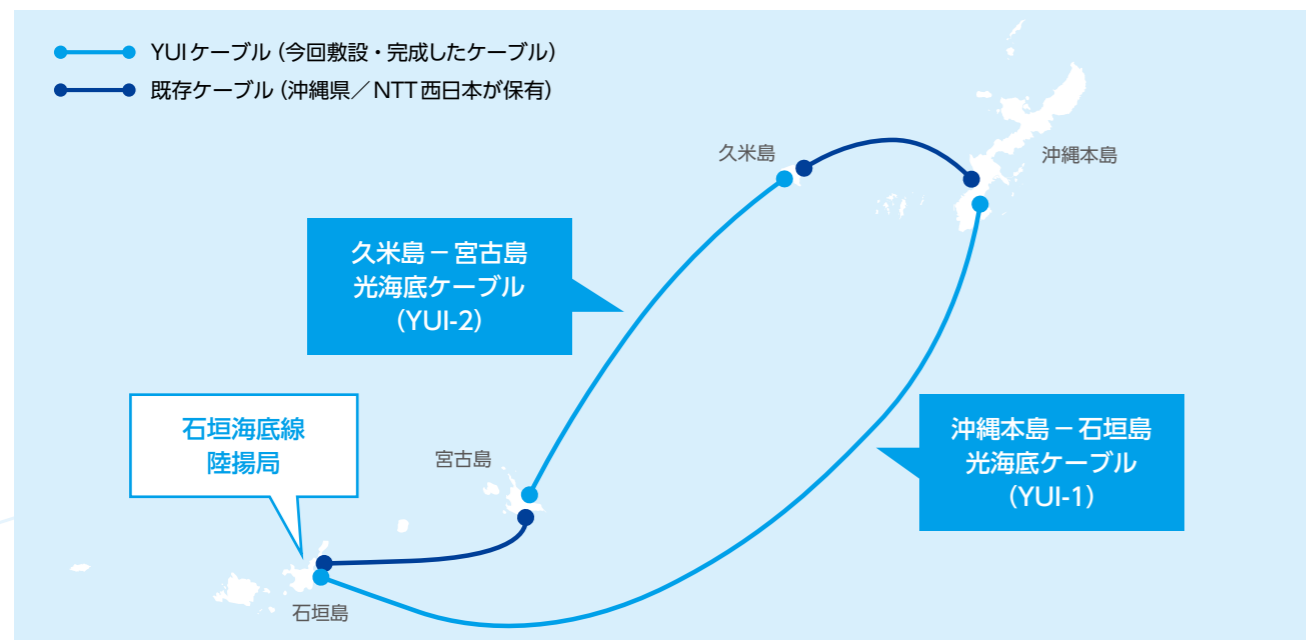 YUIケーブル（今回敷設・完成したケーブル）
既存ケーブル（沖縄県／NTT西日本が保有）
久米島
沖縄本島
久米島－宮古島
光海底ケーブル
（YUI-2）
石垣海底線
陸揚局
宮古島
沖縄本島－石垣島
光海底ケーブル
（YUI-1）
石垣島